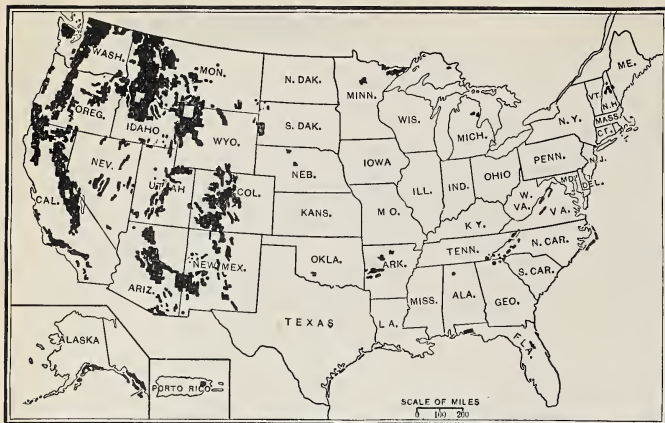 WASH.
MON.
N. DAK.
MINN.
ME.
VT.
N.H.
OREG.
IDAHO
S. DAK.
WIS.
MICH.
N.Y.
MASS.
CT.
WYO.
NEV.
UTAH
COL.
NEB.
IOWA
ILL.
IND.
OHIO
PENN.
N.J.
MD.
DEL.
CAL.
KANS.
MO.
W. VA.
VA.
KY.
ARIZ.
NEW MEX.
OKLA.
ARK.
TENN.
N. CAR.
S. CAR.
TEXAS
LA.
MISS.
ALA.
GEO.
FLA.
ALASKA
PORTO RICO
SCALE OF MILES
0 100 200